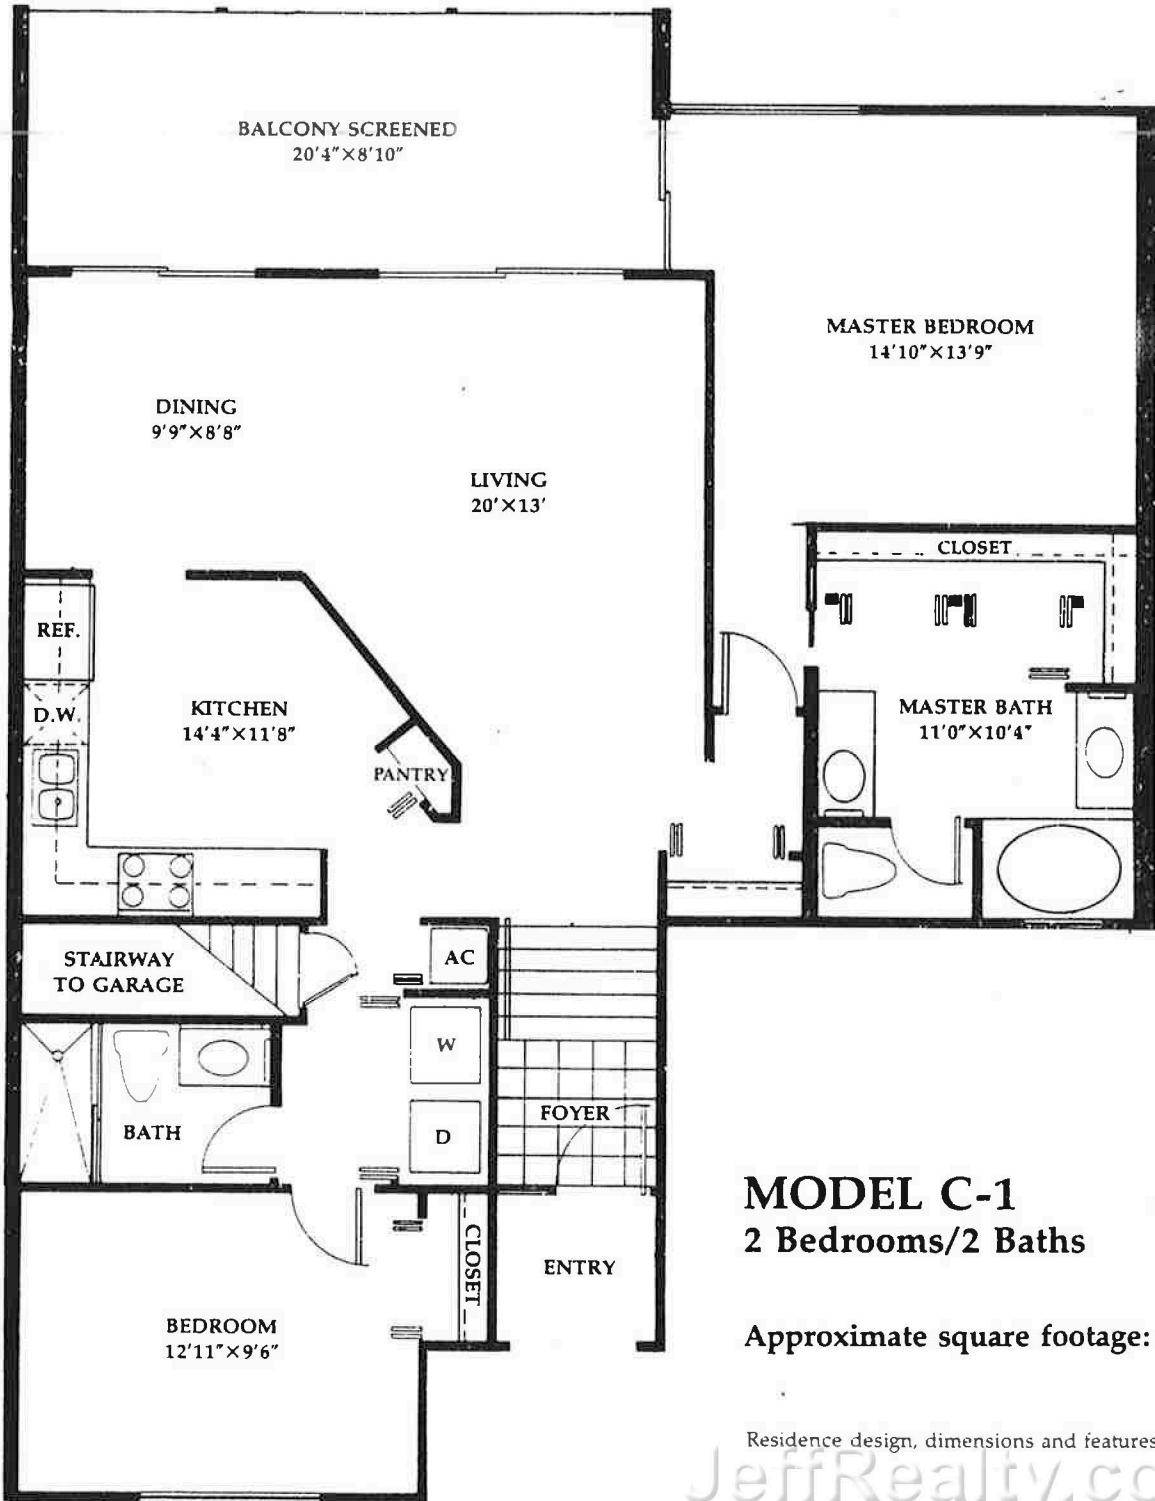 BALCONY SCREENED
20'4"×8'10"
MASTER BEDROOM
14'10"×13'9"
DINING
9'9"×8'8"
LIVING
20'×13'
CLOSET
REF.
D.W.
KITCHEN
14'4"×11'8"
MASTER BATH
11'0"×10'4"
PANTRY
STAIRWAY
TO GARAGE
AC
W
D
BATH
FOYER
CLOSET
ENTRY
BEDROOM
12'11"×9'6"
MODEL C-1
2 Bedrooms/2 Baths
Approximate square footage:
Residence design, dimensions and features
JeffRealty.co